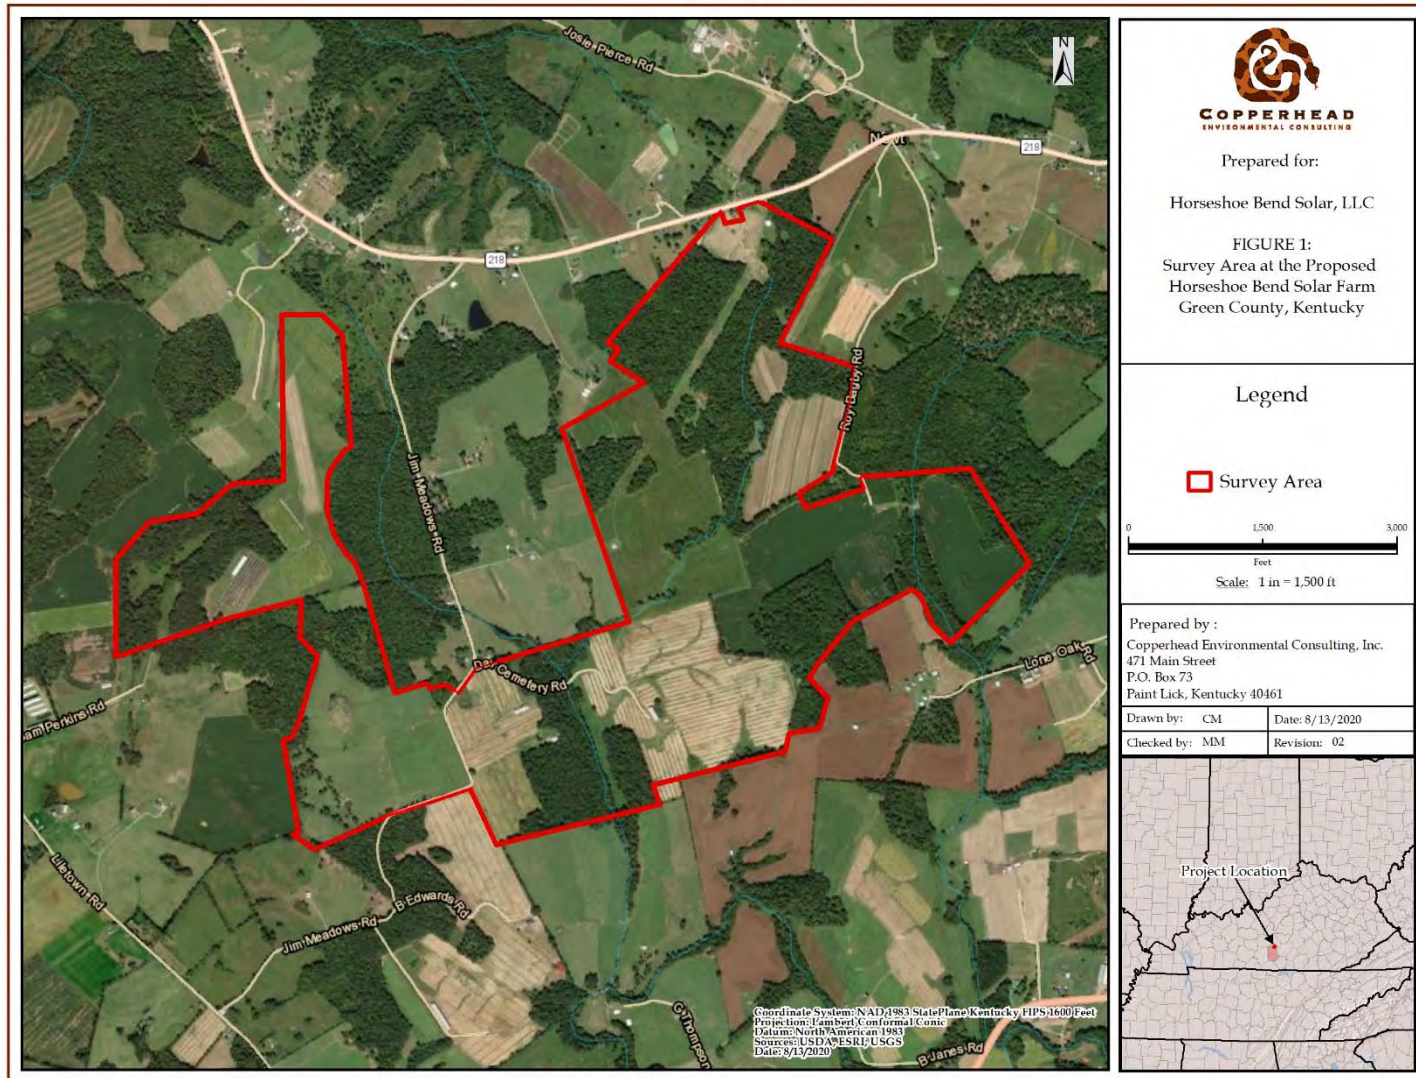 Josie Pierce Rd
N
218
218
Roy Bagby Rd
Jim Meadows Rd
Cemetery Rd
Lone Oak Rd
Perkins Rd
Liletown Rd
B Edwards Rd
Jim Meadows Rd
C Thompson
B Janes Rd
Coordinate System: NAD 1983 StatePlane Kentucky FIPS 1600 Feet
Projection: Lambert Conformal Conic
Datum: North American 1983
Sources: USDA, ESRI, USGS
Date: 8/13/2020
COPPERHEAD
ENVIRONMENTAL CONSULTING
Prepared for:
Horseshoe Bend Solar, LLC
FIGURE 1:
Survey Area at the Proposed
Horseshoe Bend Solar Farm
Green County, Kentucky
Legend
Survey Area
0 1,500 3,000
Feet
Scale: 1 in = 1,500 ft
Prepared by :
Copperhead Environmental Consulting, Inc.
471 Main Street
P.O. Box 73
Paint Lick, Kentucky 40461
Drawn by: CM Date: 8/13/2020
Checked by: MM Revision: 02
Project Location